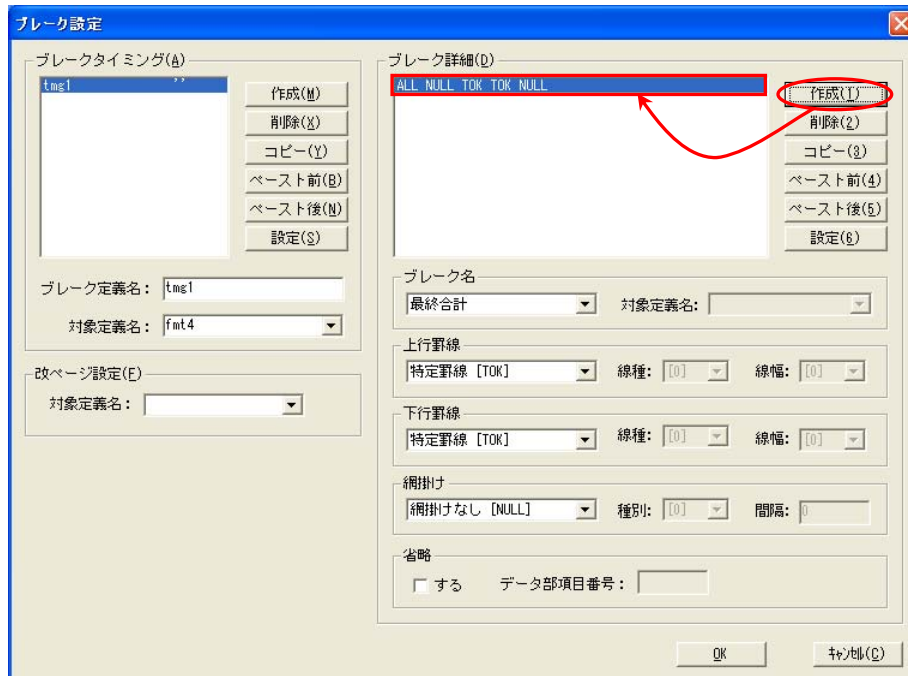 ブレーク設定
ブレークタイミング(A)
tmg1 ''
作成(M)
削除(X)
コピー(Y)
ペースト前(B)
ペースト後(N)
設定(S)
ブレーク定義名： tmg1
対象定義名： fmt4
改ページ設定(F)
対象定義名：
ブレーク詳細(D)
ALL NULL TOK TOK NULL
作成(1)
削除(2)
コピー(3)
ペースト前(4)
ペースト後(5)
設定(6)
ブレーク名
最終合計 対象定義名:
上行罫線
特定罫線 [TOK] 線種: [0] 線幅: [0]
下行罫線
特定罫線 [TOK] 線種: [0] 線幅: [0]
網掛け
網掛けなし [NULL] 種別: [0] 間隔: 0
省略
する データ部項目番号：
OK ｷｬﾝｾﾙ(C)